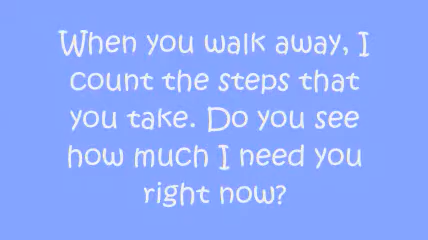 When you walk away, I
count the steps that
you take. Do you see
how much I need you
right now?